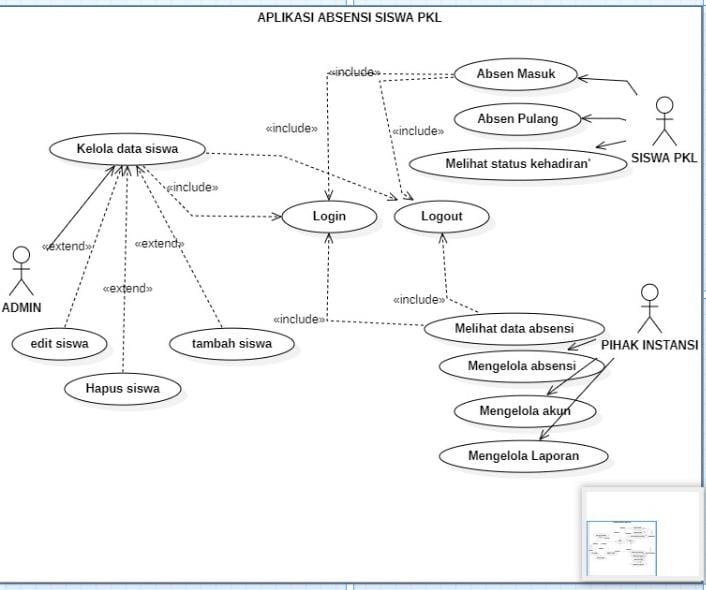 APLIKASI ABSENSI SISWA PKL
«include»
Absen Masuk
«include»
«include»
Absen Pulang
Kelola data siswa
Melihat status kehadiran'
SISWA PKL
«include»
Login
Logout
«extend»
«extend»
«extend»
ADMIN
«include»
«include»
edit siswa
tambah siswa
Melihat data absensi
PIHAK INSTANSI
Mengelola absensi
Hapus siswa
Mengelola akun
Mengelola Laporan